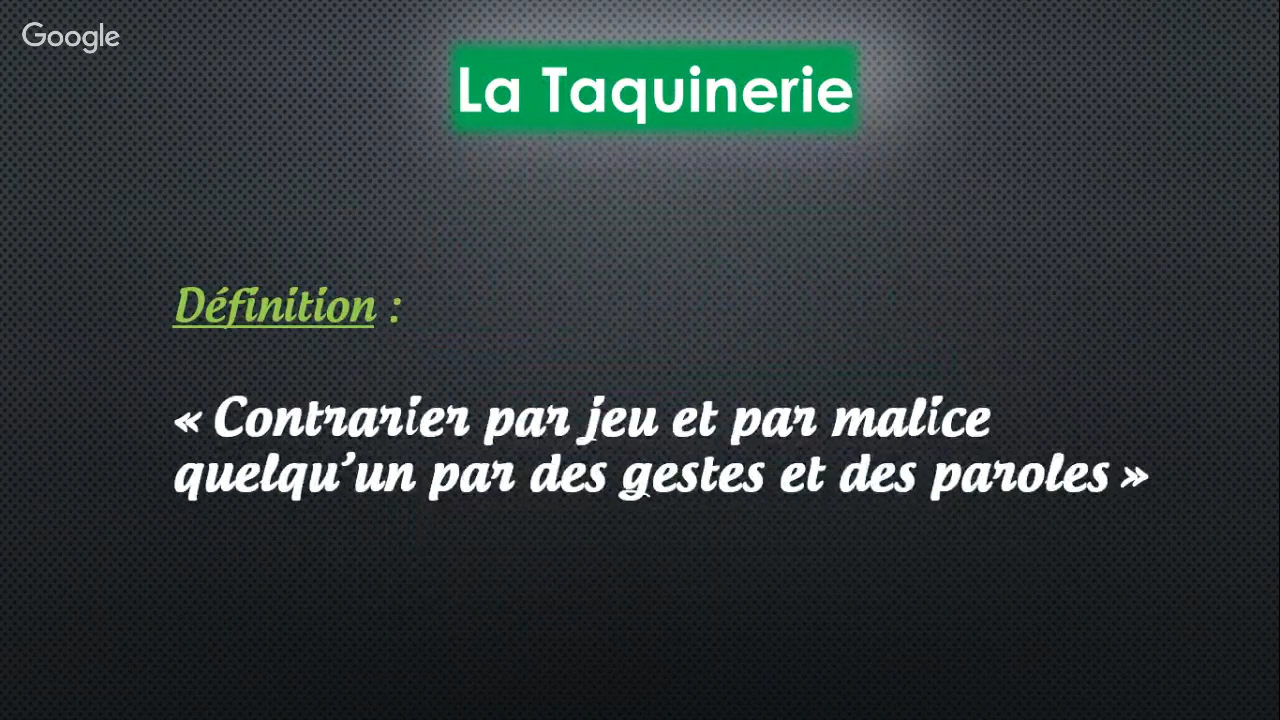 Google
La Taquinerie
Définition :
« Contrarier par jeu et par malice
quelqu’un par des gestes et des paroles »